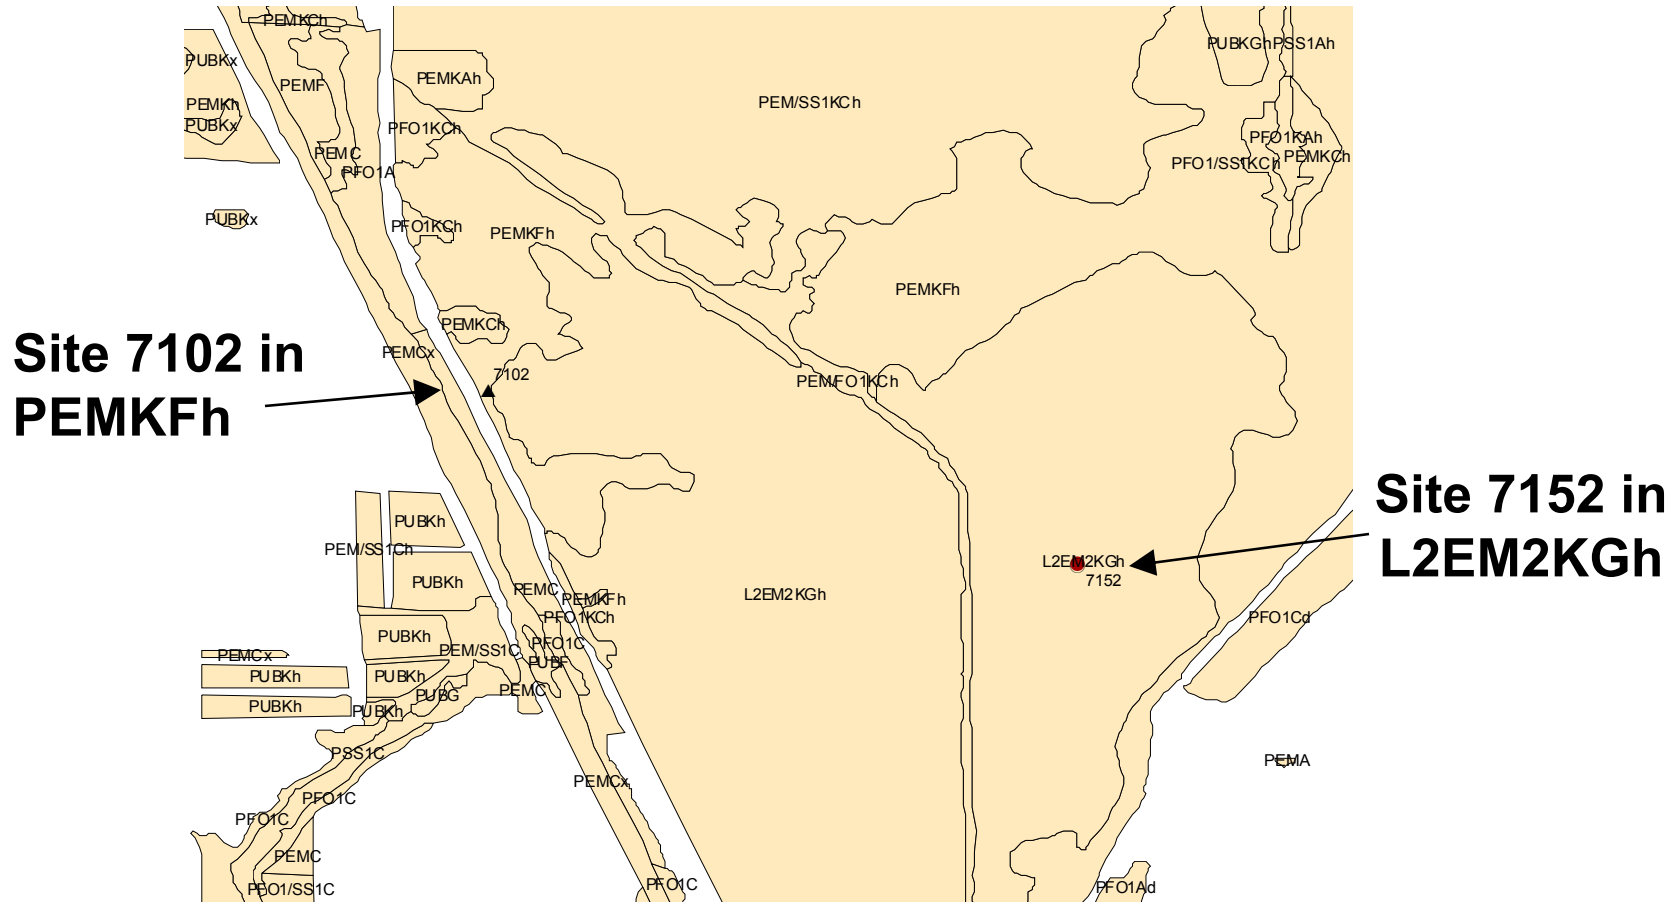 PEMKCh
PUBKGh
PSS1Ah
PUBKx
PEMF
PEMKAh
PEM/SS1KCh
PEMKh
PUBKx
PFO1KCh
PFO1KAh
PEMC
PEMKCh
PFO1/SS1KCh
PFO1A
PUBKx
PFO1KCh
PEMKFh
PEMKFh
PEMKCh
Site 7102 in
PEMKFh
PEMCx
7102
PEM/FO1KCh
Site 7152 in
L2EM2KGh
PUBKh
PEM/SS1Ch
L2EM2KGh
7152
PUBKh
PEMC
PEMKFh
L2EM2KGh
PFO1KCh
PFO1Cd
PUBKh
PFO1C
PEM/SS1C
PEMCx
PUBF
PUBKh
PUBKh
PEMC
PUBG
PUBKh
PUBKh
PSS1C
PEMA
PEMCx
PFO1C
PFO1C
PEMC
PFO1C
PFO1Ad
PFO1/SS1C